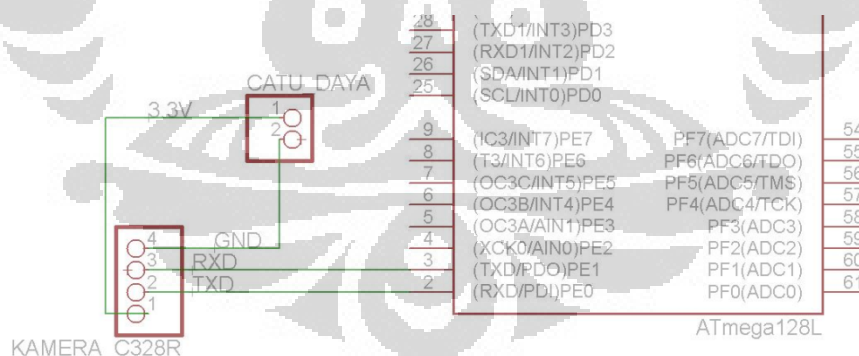 28 (TXD1/INT3)PD3
27 (RXD1/INT2)PD2
26 (SDA/INT1)PD1
25 (SCL/INT0)PD0
CATU DAYA
3.3V
1
2
9 (IC3/INT7)PE7 PF7(ADC7/TDI) 54
8 (T3/INT6)PE6 PF6(ADC6/TDO) 55
7 (OC3C/INT5)PE5 PF5(ADC5/TMS) 56
6 (OC3B/INT4)PE4 PF4(ADC4/TCK) 57
5 (OC3A/AIN1)PE3 PF3(ADC3) 58
4 (XCK0/AIN0)PE2 PF2(ADC2) 59
3 (TXD/PDO)PE1 PF1(ADC1) 60
2 (RXD/PDI)PE0 PF0(ADC0) 61
4 GND
3 RXD
2 TXD
1
ATmega128L
KAMERA C328R